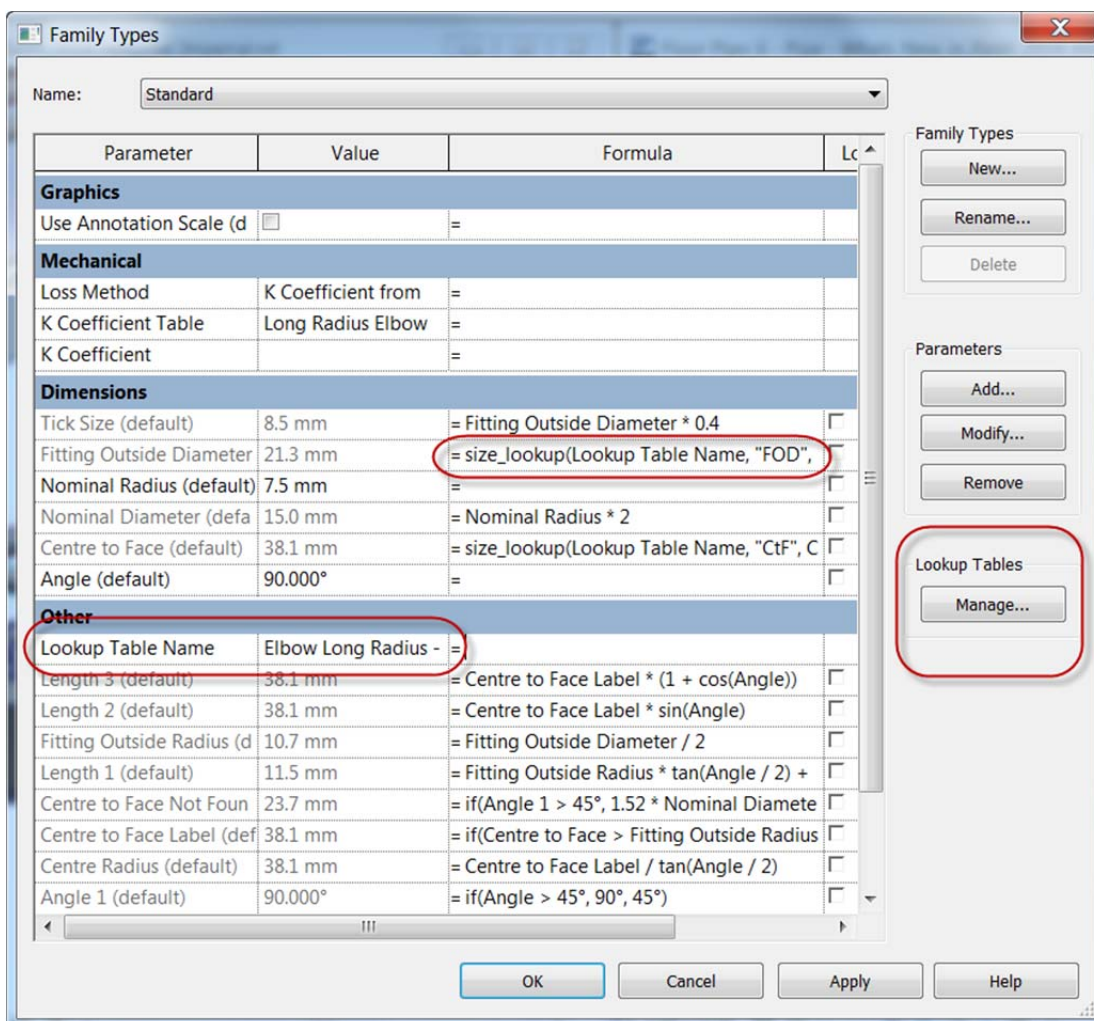 Family Types
Name: Standard
Parameter Value Formula Lo
Graphics
Use Annotation Scale (d =
Mechanical
Loss Method K Coefficient from =
K Coefficient Table Long Radius Elbow =
K Coefficient =
Dimensions
Tick Size (default) 8.5 mm = Fitting Outside Diameter * 0.4
Fitting Outside Diameter 21.3 mm = size_lookup(Lookup Table Name, "FOD",
Nominal Radius (default) 7.5 mm =
Nominal Diameter (defa 15.0 mm = Nominal Radius * 2
Centre to Face (default) 38.1 mm = size_lookup(Lookup Table Name, "CtF", C
Angle (default) 90.000° =
Other
Lookup Table Name Elbow Long Radius - =
Length 3 (default) 38.1 mm = Centre to Face Label * (1 + cos(Angle))
Length 2 (default) 38.1 mm = Centre to Face Label * sin(Angle)
Fitting Outside Radius (d 10.7 mm = Fitting Outside Diameter / 2
Length 1 (default) 11.5 mm = Fitting Outside Radius * tan(Angle / 2) +
Centre to Face Not Foun 23.7 mm = if(Angle 1 > 45°, 1.52 * Nominal Diamete
Centre to Face Label (def 38.1 mm = if(Centre to Face > Fitting Outside Radius
Centre Radius (default) 38.1 mm = Centre to Face Label / tan(Angle / 2)
Angle 1 (default) 90.000° = if(Angle > 45°, 90°, 45°)
Family Types
New...
Rename...
Delete
Parameters
Add...
Modify...
Remove
Lookup Tables
Manage...
OK Cancel Apply Help